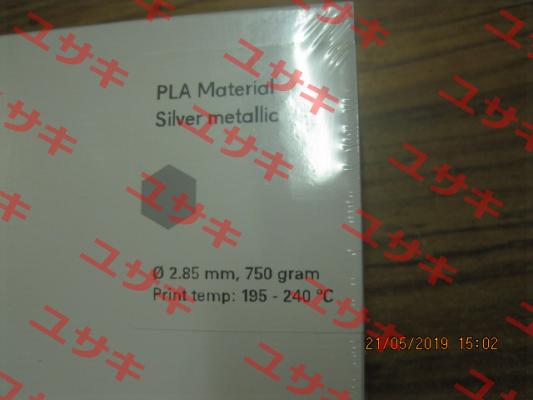 PLA Material
Silver metallic
Ø 2.85 mm, 750 gram
Print temp: 195 - 240 °C
21/05/2019 15:02
ユサキ